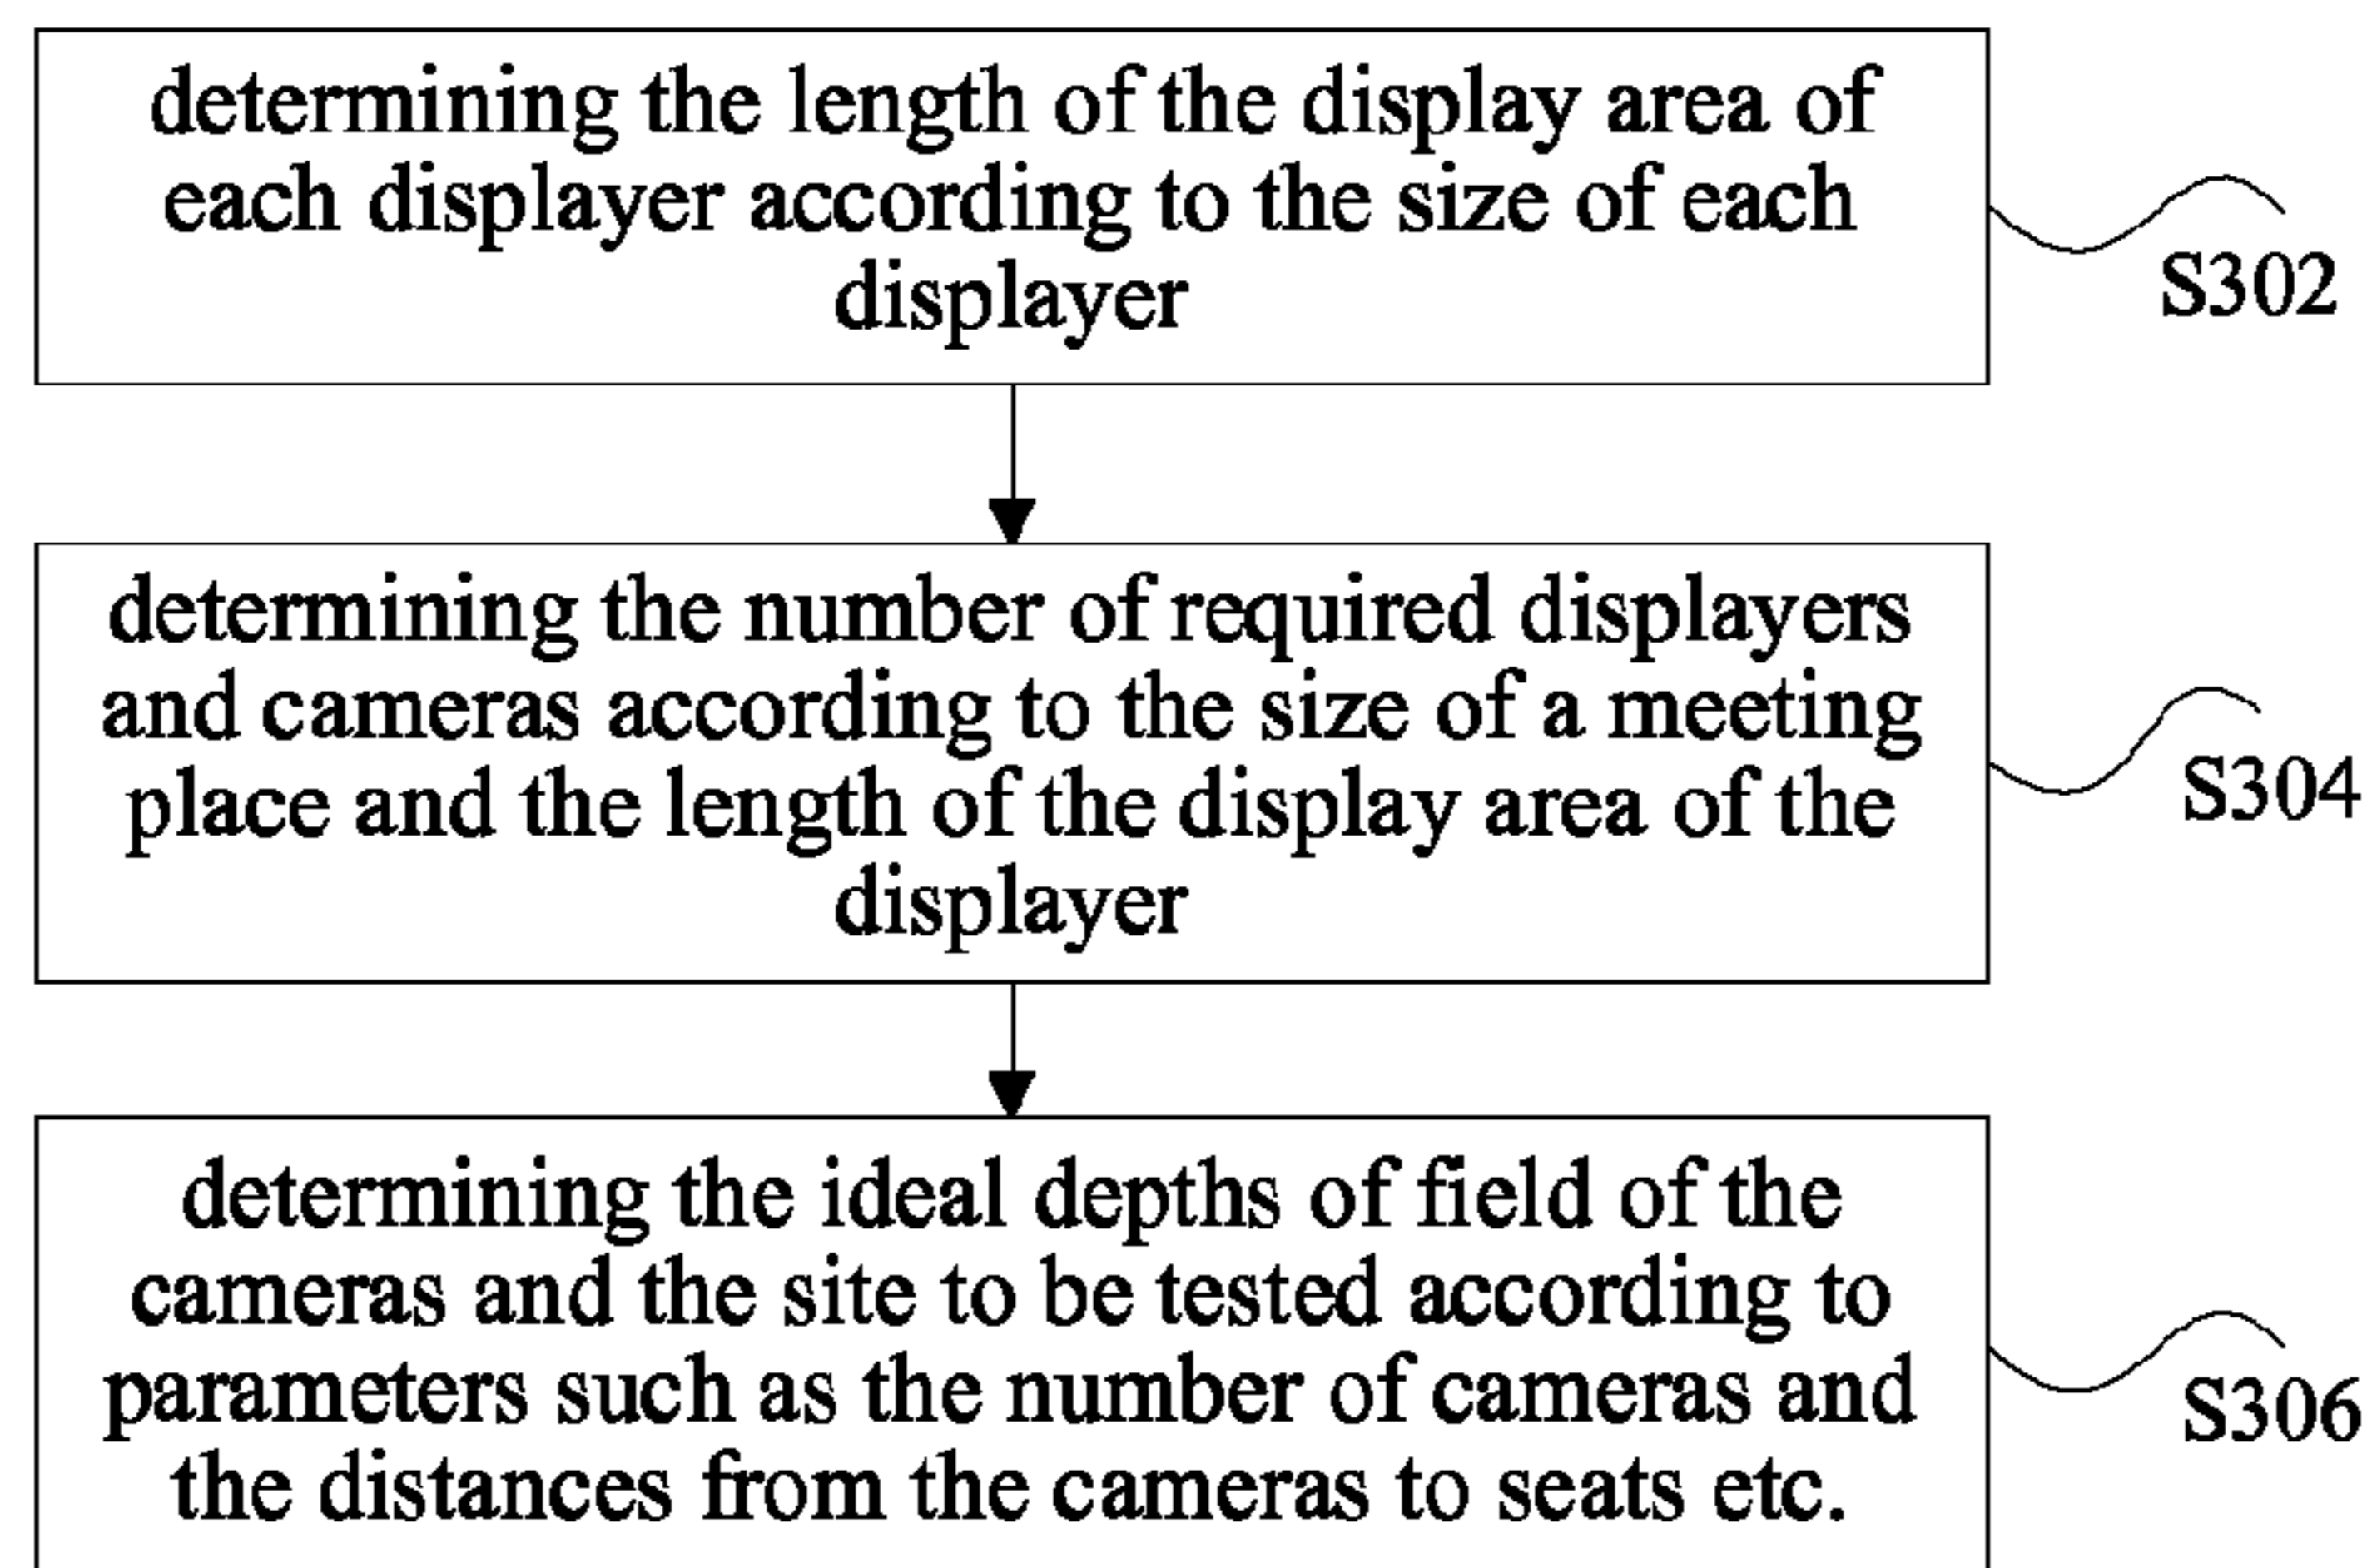 determining the length of the display area of
each displayer according to the size of each
displayer
S302
determining the number of required displayers
and cameras according to the size of a meeting
place and the length of the display area of the
displayer
S304
determining the ideal depths of field of the
cameras and the site to be tested according to
parameters such as the number of cameras and
the distances from the cameras to seats etc.
S306